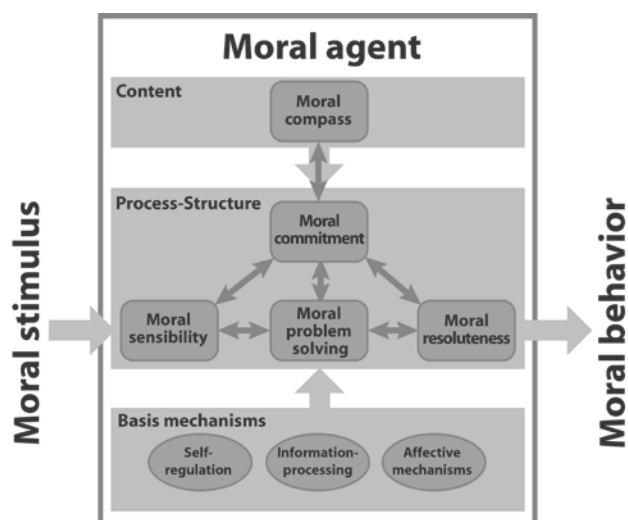 Moral agent
Content
Moral
compass
Process-Structure
Moral
commitment
Moral stimulus
Moral
sensibility
Moral
problem
solving
Moral
resoluteness
Moral behavior
Basis mechanisms
Self-
regulation
Information-
processing
Affective
mechanisms